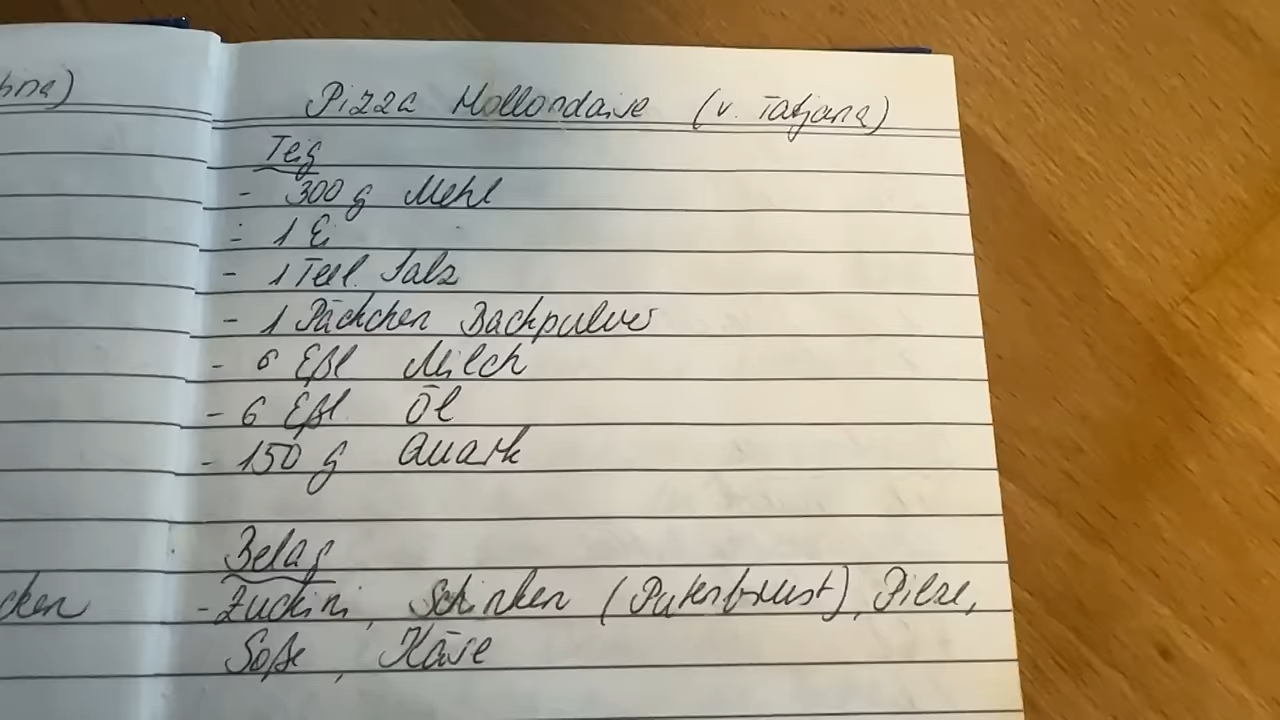 Pizza Hollondaise (v. Tatjana)
Teig
- 300 g Mehl
- 1 Ei
- 1 Teel. Salz
- 1 Päckchen Backpulver
- 6 Eßl Milch
- 6 Eßl. Öl
- 150 g Quark
Belag
- Zuckini, Schinken (Putenbrust), Pilze,
Soße, Käse